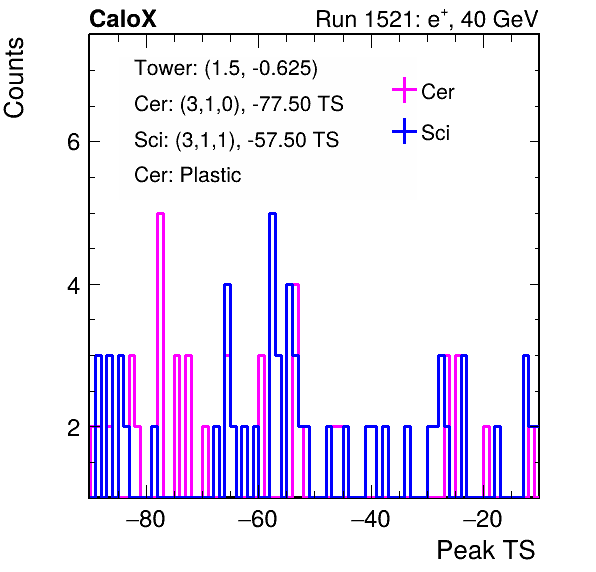 CaloX Run 1521: e+, 40 GeV
Counts
Tower: (1.5, -0.625)
Cer: (3,1,0), -77.50 TS
Sci: (3,1,1), -57.50 TS
Cer: Plastic
Cer
Sci
6
4
2
−80 −60 −40 −20
Peak TS